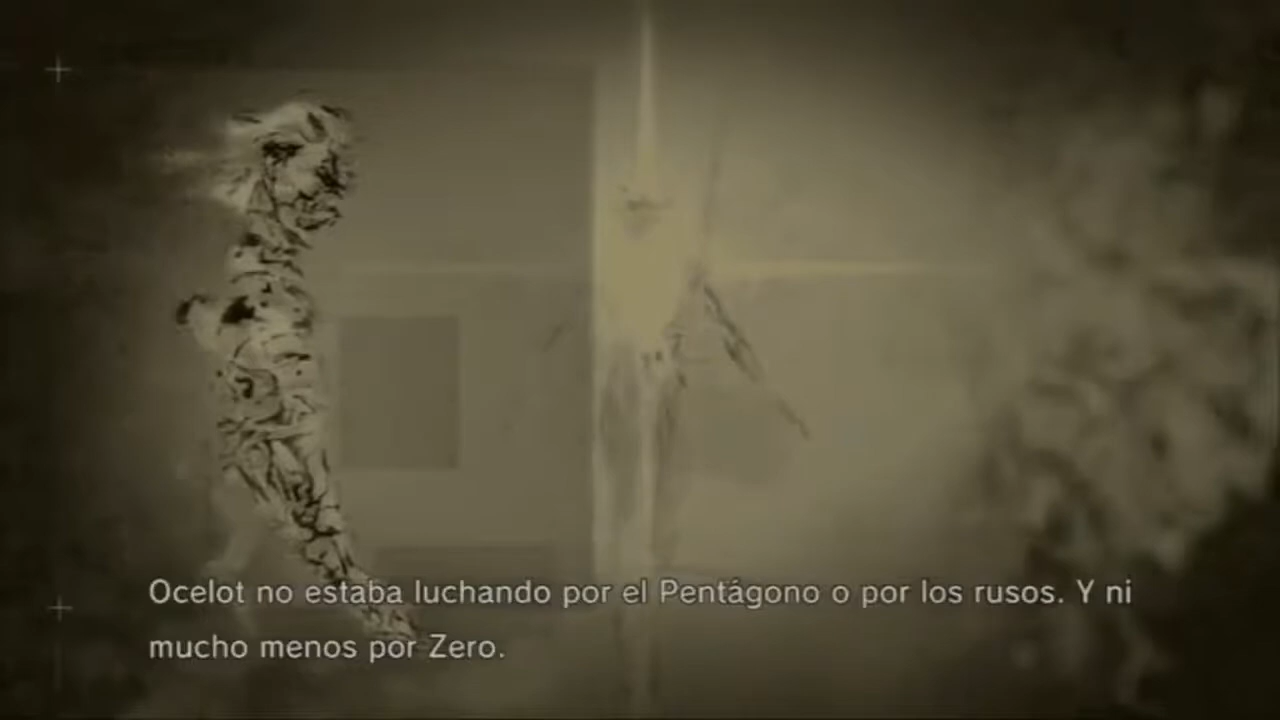 Ocelot no estaba luchando por el Pentágono o por los rusos. Y ni
mucho menos por Zero.